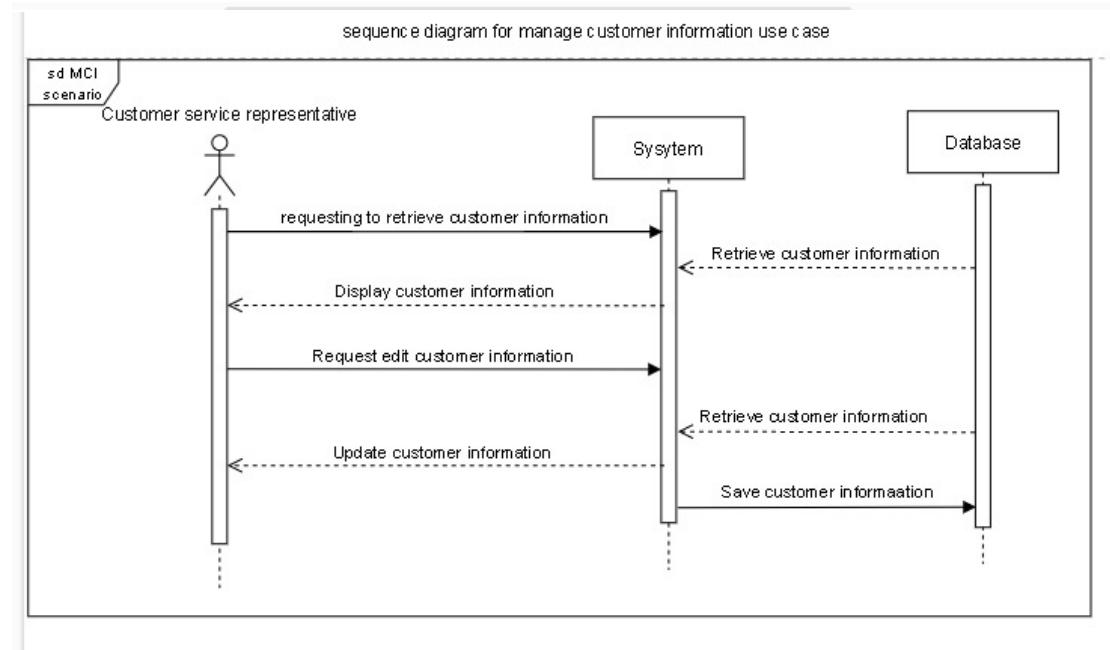 sequence diagram for manage customer information use case
sd MCI
scenario
Customer service representative
Sysytem
Database
requesting to retrieve customer information
Retrieve customer information
Display customer information
Request edit customer information
Retrieve customer information
Update customer information
Save customer informaation